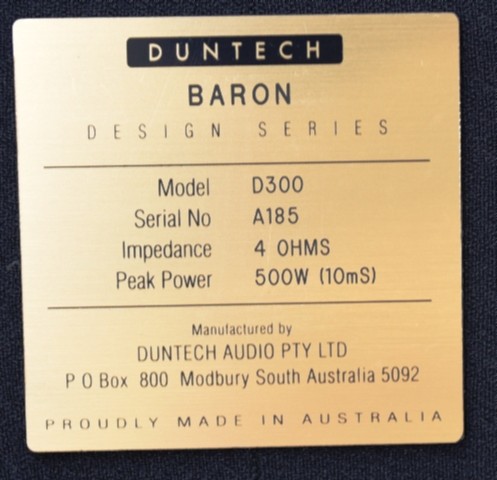 DUNTECH
BARON
DESIGN SERIES
Model D300
Serial No A185
Impedance 4 OHMS
Peak Power 500W (10mS)
Manufactured by
DUNTECH AUDIO PTY LTD
P O Box 800 Modbury South Australia 5092
PROUDLY MADE IN AUSTRALIA